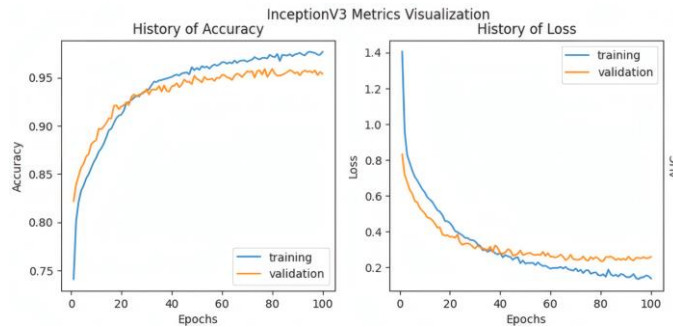 InceptionV3 Metrics Visualization
History of Accuracy
Accuracy
0.95
0.90
0.85
0.80
0.75
training
validation
0
20
40
60
80
100
Epochs
History of Loss
Loss
1.4
1.2
1.0
0.8
0.6
0.4
0.2
training
validation
0
20
40
60
80
100
Epochs